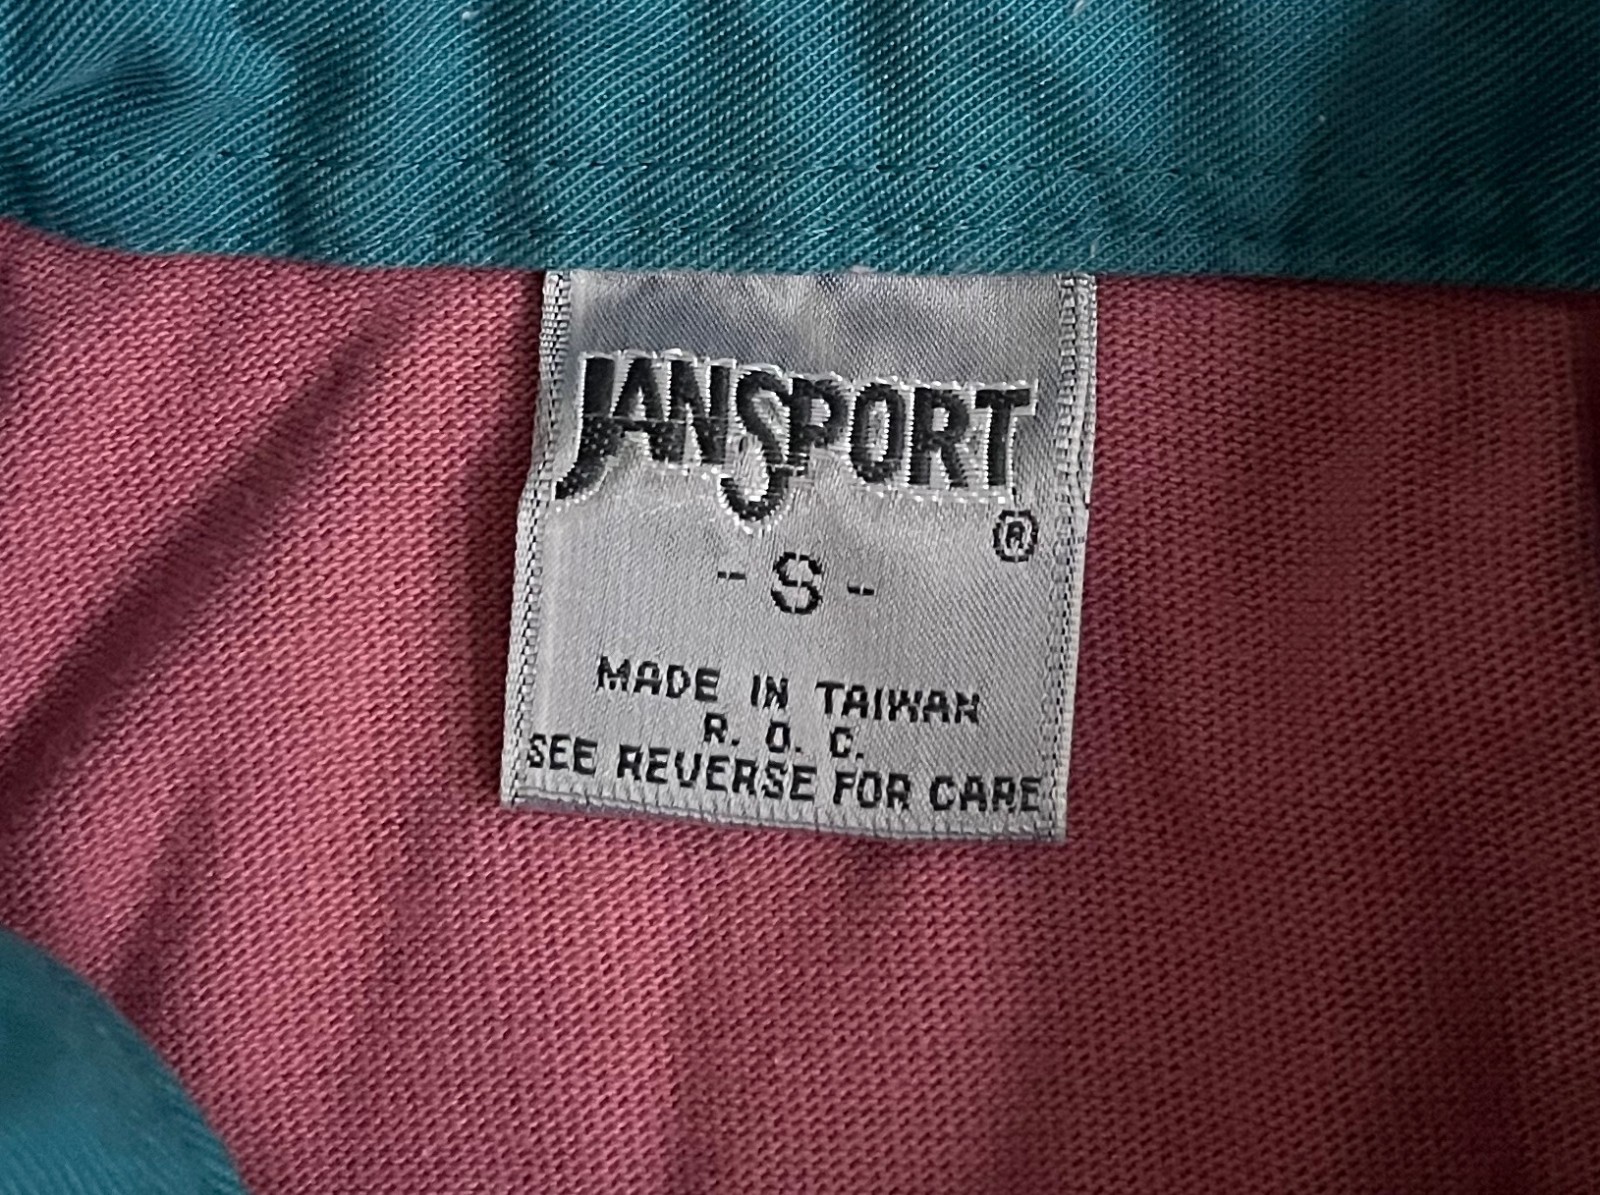 JANSPORT
®
- S -
MADE IN TAIWAN
R. O. C.
SEE REVERSE FOR CARE